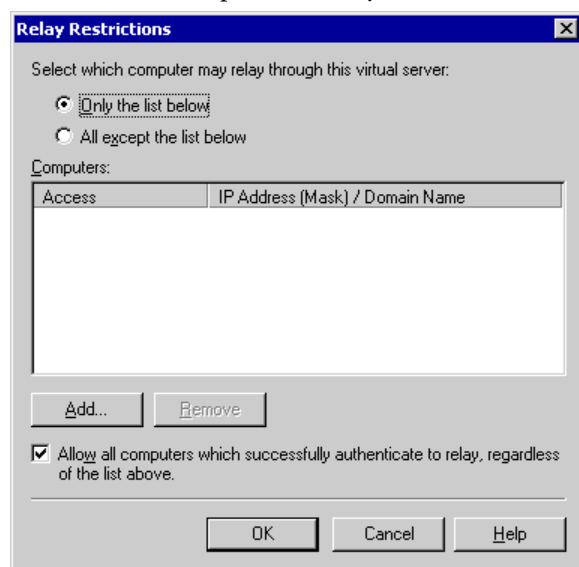 Relay Restrictions
Select which computer may relay through this virtual server:
Only the list below
All except the list below
Computers:
Access IP Address (Mask) / Domain Name
Add... Remove
Allow all computers which successfully authenticate to relay, regardless
of the list above.
OK Cancel Help